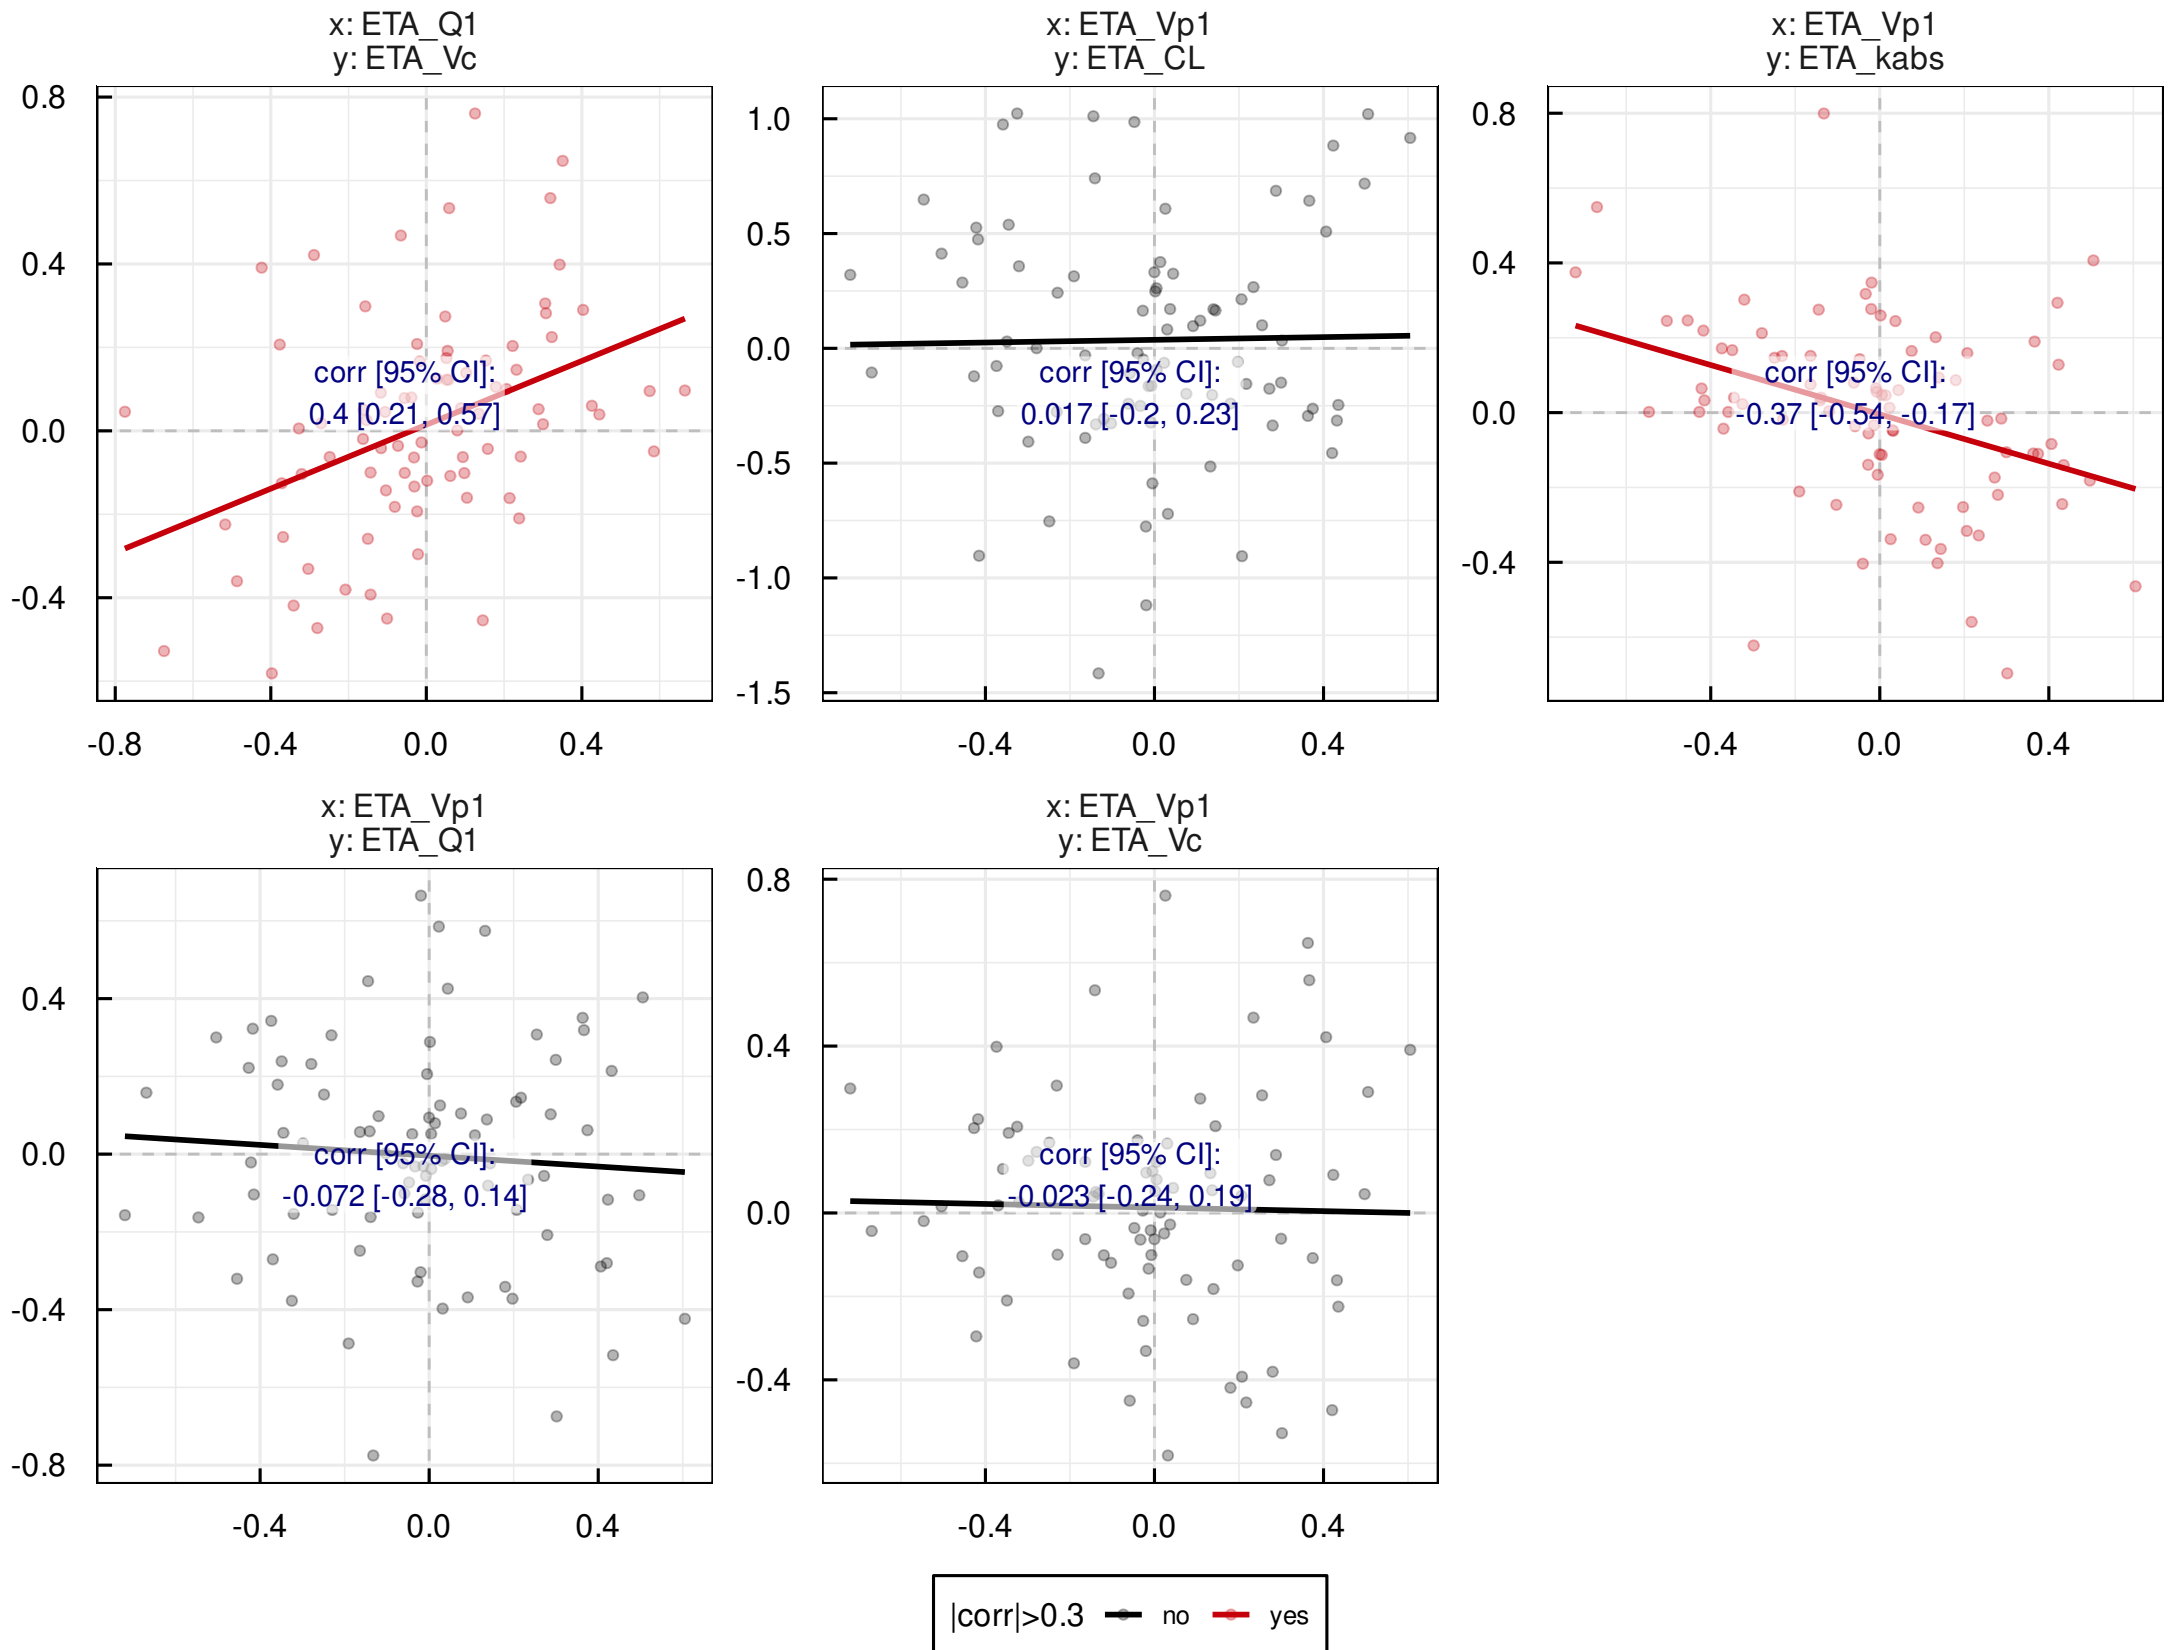 x: ETA_Q1
y: ETA_Vc
x: ETA_Vp1
y: ETA_CL
x: ETA_Vp1
y: ETA_kabs
0.8
0.4
0.0
-0.4
corr [95% CI]:
0.4 [0.21, 0.57]
-0.8 -0.4 0.0 0.4
1.0
0.5
0.0
-0.5
-1.0
-1.5
corr [95% CI]:
0.017 [-0.2, 0.23]
-0.4 0.0 0.4
0.8
0.4
0.0
-0.4
corr [95% CI]:
-0.37 [-0.54, -0.17]
-0.4 0.0 0.4
x: ETA_Vp1
y: ETA_Q1
x: ETA_Vp1
y: ETA_Vc
0.4
0.0
-0.4
-0.8
corr [95% CI]:
-0.072 [-0.28, 0.14]
-0.4 0.0 0.4
0.8
0.4
0.0
-0.4
corr [95% CI]:
-0.023 [-0.24, 0.19]
-0.4 0.0 0.4
|corr|>0.3 no yes